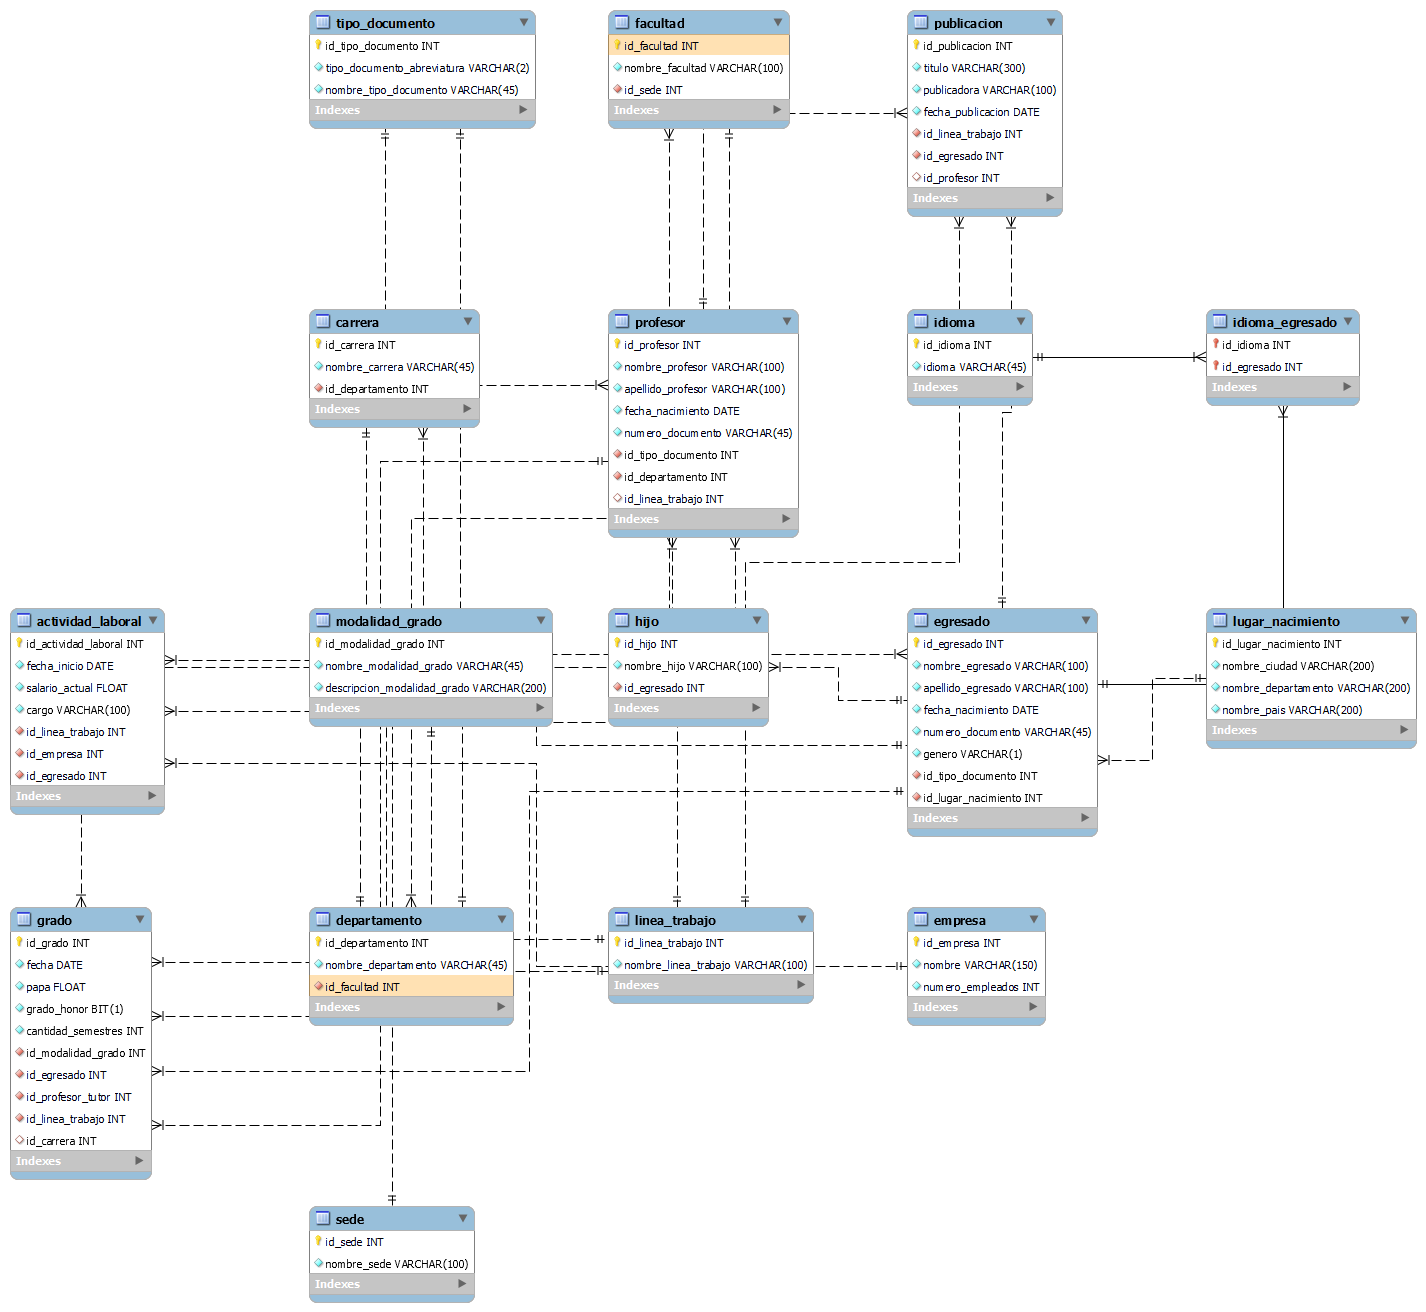 tipo_documento
id_tipo_documento INT
tipo_documento_abreviatura VARCHAR(2)
nombre_tipo_documento VARCHAR(45)
Indexes
facultad
id_facultad INT
nombre_facultad VARCHAR(100)
id_sede INT
Indexes
publicacion
id_publicacion INT
titulo VARCHAR(300)
publicadora VARCHAR(100)
fecha_publicacion DATE
id_linea_trabajo INT
id_egresado INT
id_profesor INT
Indexes
carrera
id_carrera INT
nombre_carrera VARCHAR(45)
id_departamento INT
Indexes
profesor
id_profesor INT
nombre_profesor VARCHAR(100)
apellido_profesor VARCHAR(100)
fecha_nacimiento DATE
numero_documento VARCHAR(45)
id_tipo_documento INT
id_departamento INT
id_linea_trabajo INT
Indexes
idioma
id_idioma INT
idioma VARCHAR(45)
Indexes
idioma_egresado
id_idioma INT
id_egresado INT
Indexes
actividad_laboral
id_actividad_laboral INT
fecha_inicio DATE
salario_actual FLOAT
cargo VARCHAR(100)
id_linea_trabajo INT
id_empresa INT
id_egresado INT
Indexes
modalidad_grado
id_modalidad_grado INT
nombre_modalidad_grado VARCHAR(45)
descripcion_modalidad_grado VARCHAR(200)
Indexes
hijo
id_hijo INT
nombre_hijo VARCHAR(100)
id_egresado INT
Indexes
egresado
id_egresado INT
nombre_egresado VARCHAR(100)
apellido_egresado VARCHAR(100)
fecha_nacimiento DATE
numero_documento VARCHAR(45)
genero VARCHAR(1)
id_tipo_documento INT
id_lugar_nacimiento INT
Indexes
lugar_nacimiento
id_lugar_nacimiento INT
nombre_ciudad VARCHAR(200)
nombre_departamento VARCHAR(200)
nombre_pais VARCHAR(200)
Indexes
grado
id_grado INT
fecha DATE
papa FLOAT
grado_honor BIT(1)
cantidad_semestres INT
id_modalidad_grado INT
id_egresado INT
id_profesor_tutor INT
id_linea_trabajo INT
id_carrera INT
Indexes
departamento
id_departamento INT
nombre_departamento VARCHAR(45)
id_facultad INT
Indexes
linea_trabajo
id_linea_trabajo INT
nombre_linea_trabajo VARCHAR(100)
Indexes
empresa
id_empresa INT
nombre VARCHAR(150)
numero_empleados INT
Indexes
sede
id_sede INT
nombre_sede VARCHAR(100)
Indexes